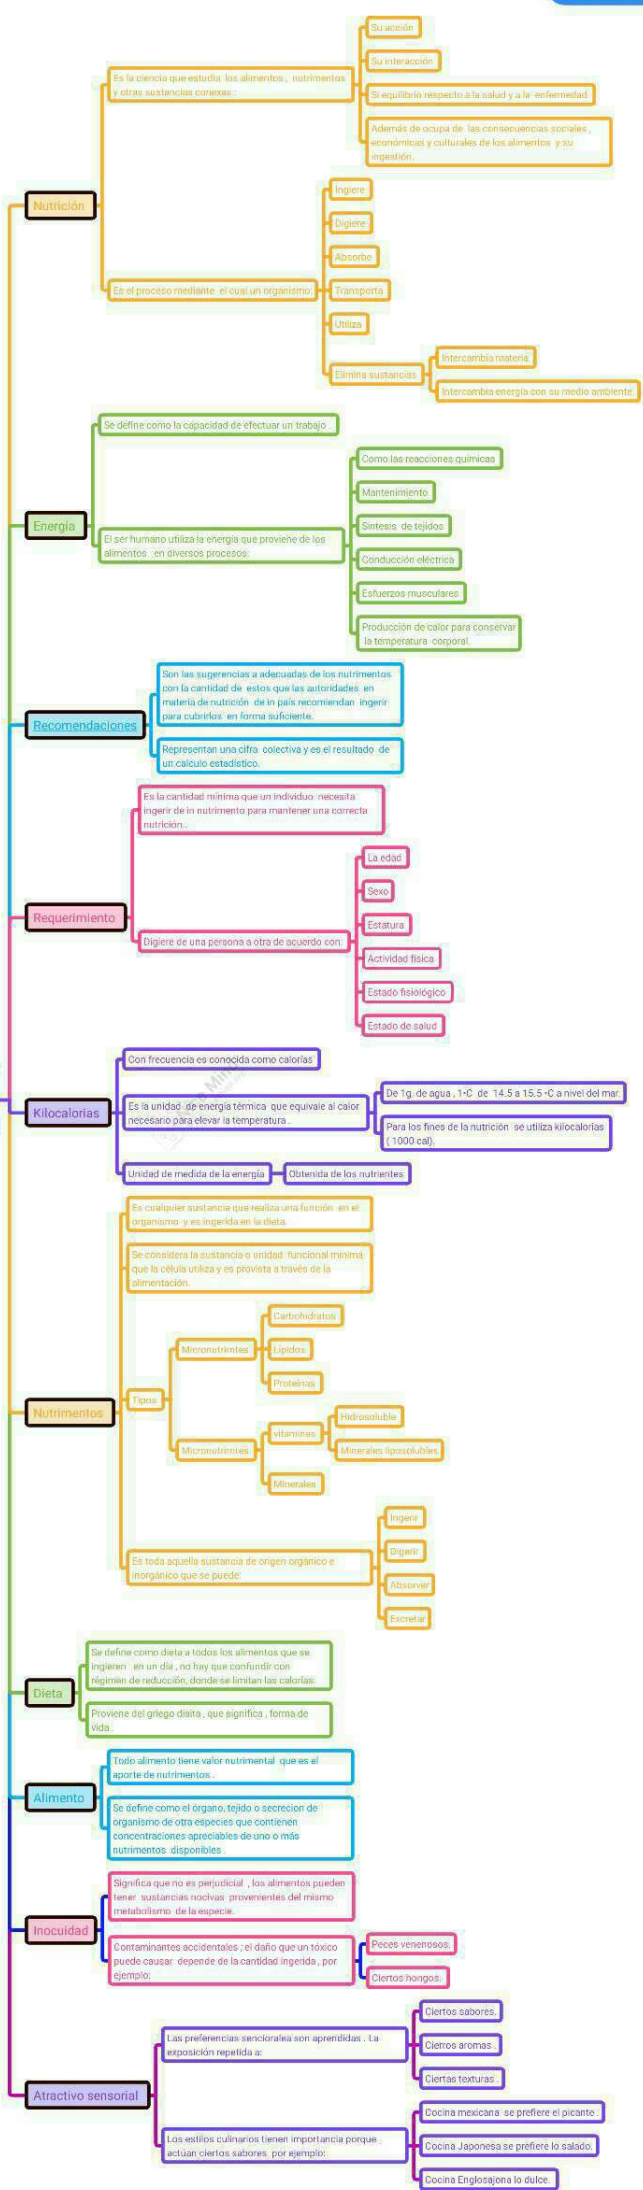 Su acción
Su interacción
Es la ciencia que estudia los alimentos , nutrimentos
y otras sustancias conexas :
Si equilibrio respecto a la salud y a la enfermedad.
Además de ocupa de las consecuencias sociales ,
económicas y culturales de los alimentos y su
ingestión.
Nutrición
Ingiere
Digiere
Absorbe
Es el proceso mediante el cual un organismo:
Transporta
Utiliza
Elimina sustancias
Intercambia materia
Intercambia energía con su medio ambiente.
Se define como la capacidad de efectuar un trabajo .
Energía
El ser humano utiliza la energía que proviene de los
alimentos en diversos procesos:
Como las reacciones químicas
Mantenimiento
Síntesis de tejidos
Conducción eléctrica
Esfuerzos musculares
Producción de calor para conservar
la temperatura corporal.
Recomendaciones
Son las sugerencias a adecuadas de los nutrimentos
con la cantidad de estos que las autoridades en
materia de nutrición de in país recomiendan ingerir
para cubrirlos en forma suficiente.
Representan una cifra colectiva y es el resultado de
un calculo estadístico.
Requerimiento
Es la cantidad mínima que un individuo necesita
ingerir de in nutrimento para mantener una correcta
nutrición .
Digiere de una persona a otra de acuerdo con:
La edad
Sexo
Estatura
Actividad física
Estado fisiológico
Estado de salud
Kilocalorías
Con frecuencia es conocida como calorías
Es la unidad de energía térmica que equivale al calor
necesario para elevar la temperatura .
De 1g. de agua , 1•C de 14.5 a 15.5 •C a nivel del mar.
Para los fines de la nutrición se utiliza kilocalorías
( 1000 cal).
Unidad de medida de la energía
Obtenida de los nutrientes
Nutrimentos
Es cualquier sustancia que realiza una función en el
organismo y es ingerida en la dieta.
Se considera la sustancia o unidad funcional mínima
que la célula utiliza y es provista a través de la
alimentación.
Tipos
Micronutrimtes
Carbohidratos
Lípidos
Proteínas
Micronutrimtes
vitaminas
Hidrosoluble
Minerales liposolubles
Minerales
Es toda aquella sustancia de origen orgánico e
inorgánico que se puede:
Ingerir
Digerir
Absorver
Excretar
Dieta
Se define como dieta a todos los alimentos que se
ingieren en un día , no hay que confundir con
régimen de reducción, donde se limitan las calorías.
Proviene del griego diaita , que significa , forma de
vida .
Alimento
Todo alimento tiene valor nutrimental que es el
aporte de nutrimentos .
Se define como el órgano, tejido o secrecion de
organismo de otra especies que contienen
concentraciones apreciables de uno o más
nutrimentos disponibles .
Inocuidad
Significa que no es perjudicial , los alimentos pueden
tener sustancias nocivas provenientes del mismo
metabolismo de la especie.
Contaminantes accidentales ; el daño que un tóxico
puede causar depende de la cantidad ingerida , por
ejemplo:
Peces venenosos.
Ciertos hongos.
Atractivo sensorial
Las preferencias sencioralea son aprendidas . La
exposición repetida a:
Ciertos sabores.
Cierros aromas .
Ciertas texturas .
Los estilos culinarios tienen importancia porque
actúan ciertos sabores por ejemplo:
Cocina mexicana se prefiere el picante .
Cocina Japonesa se prefiere lo salado.
Cocina Englosajona lo dulce.